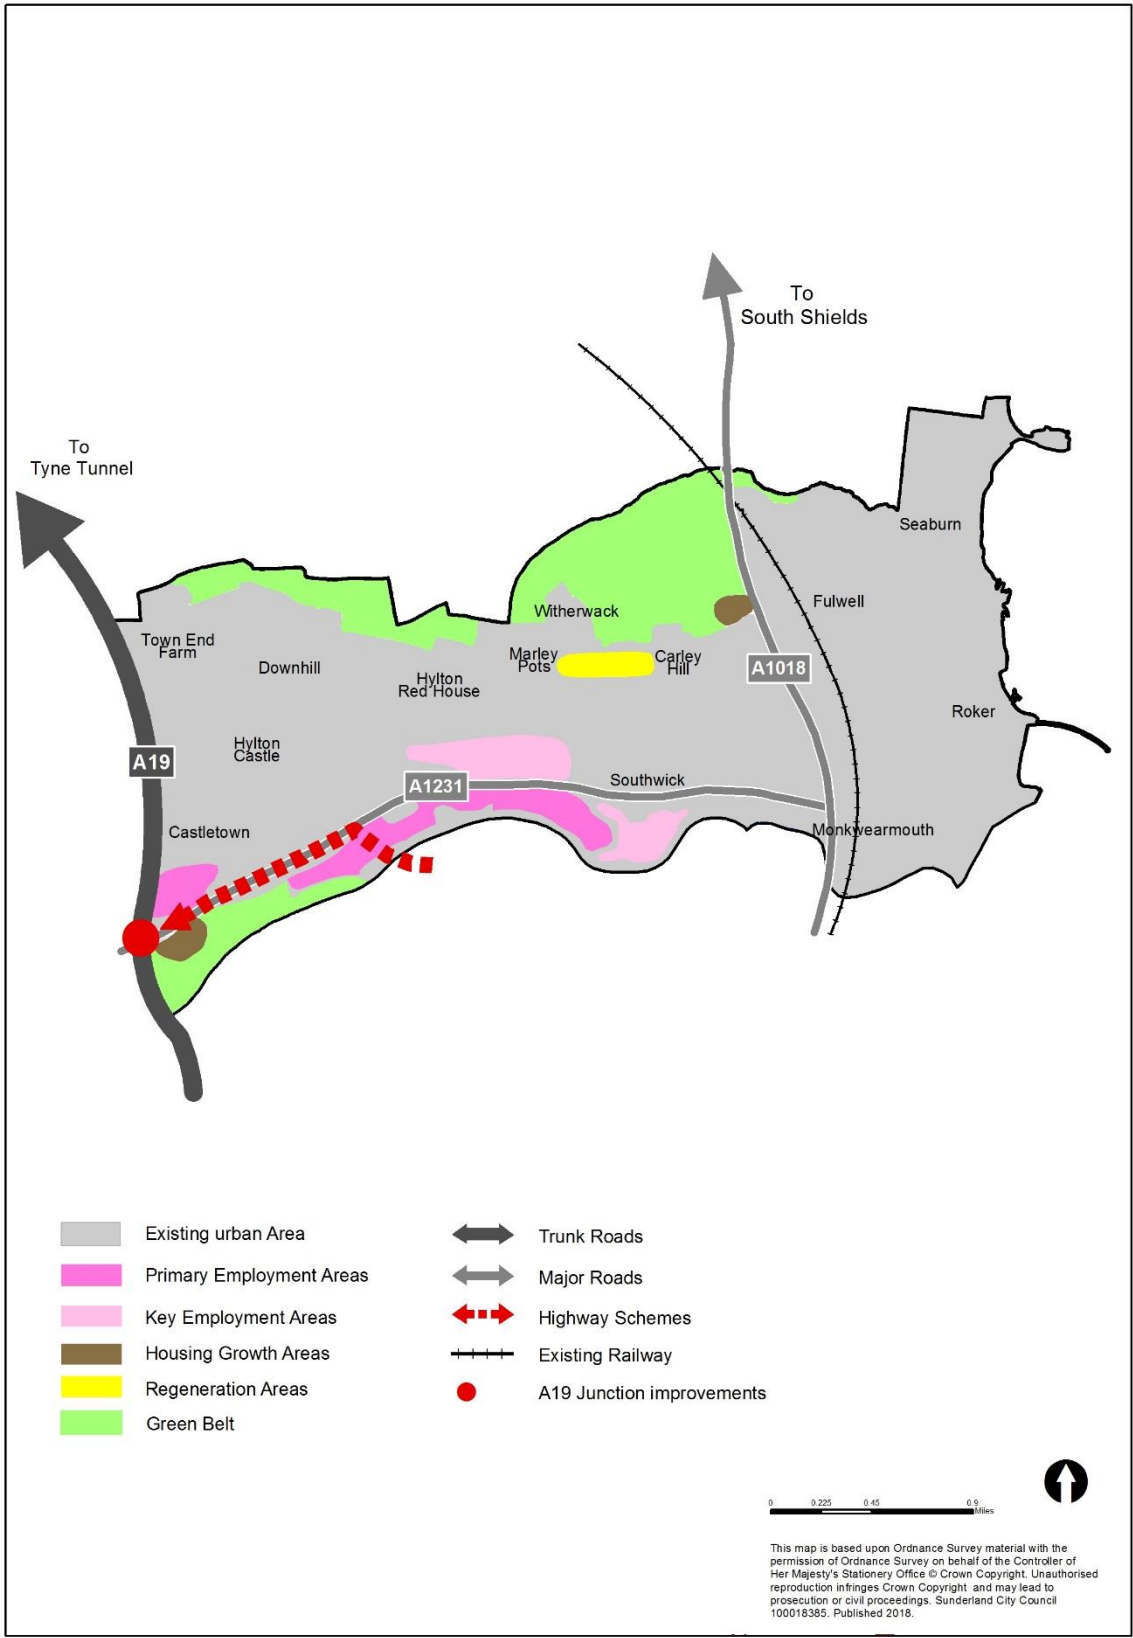 To
South Shields
To
Tyne Tunnel
Seaburn
Fulwell
Witherwack
Town End
Farm
Downhill
Marley
Pots
Carley
Hill
A1018
Hylton
Red House
Roker
Hylton
Castle
A19
A1231
Southwick
Castletown
Monkwearmouth
Existing urban Area
Primary Employment Areas
Key Employment Areas
Housing Growth Areas
Regeneration Areas
Green Belt
Trunk Roads
Major Roads
Highway Schemes
Existing Railway
A19 Junction improvements
0 0.225 0.45 0.9
Miles
This map is based upon Ordnance Survey material with the
permission of Ordnance Survey on behalf of the Controller of
Her Majesty's Stationery Office © Crown Copyright. Unauthorised
reproduction infringes Crown Copyright and may lead to
prosecution or civil proceedings. Sunderland City Council
100018385. Published 2018.